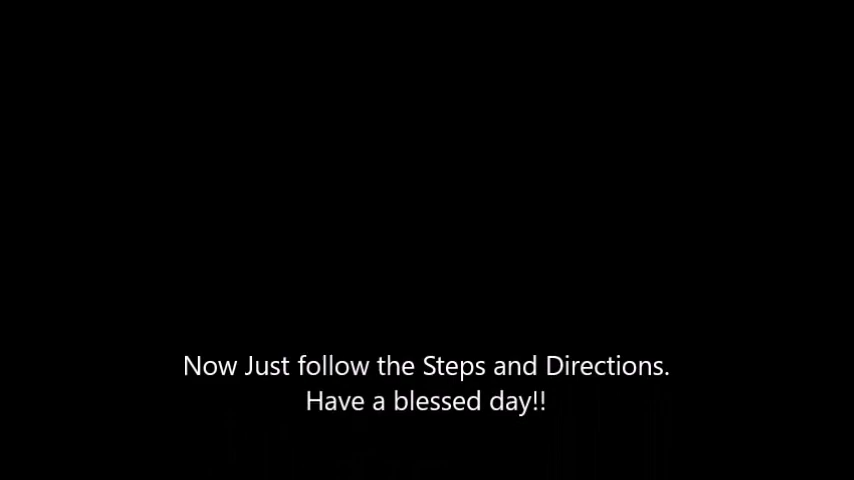 Now Just follow the Steps and Directions.
Have a blessed day!!